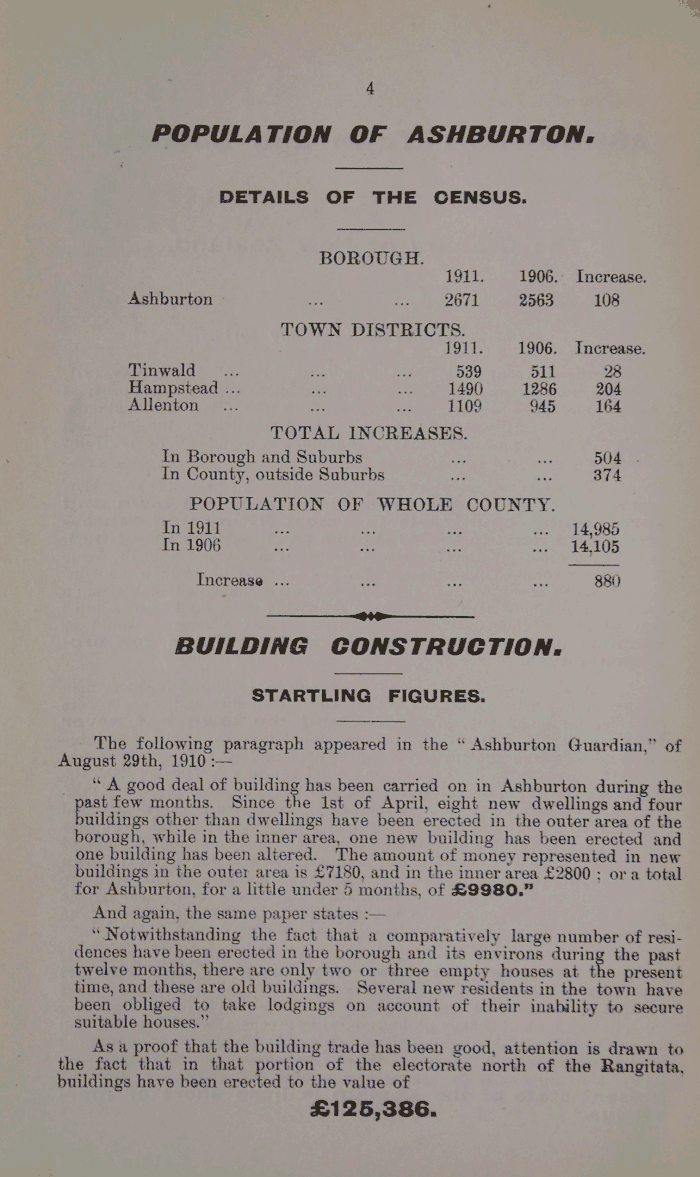 4
POPULATION OF ASHBURTON.
DETAILS OF THE CENSUS.
BOROUGH.
1911. 1906. Increase.
Ashburton ... ... 2671 2563 108
TOWN DISTRICTS.
1911. 1906. Increase.
Tinwald ... ... ... 539 511 28
Hampstead ... ... ... 1490 1286 204
Allenton ... ... ... 1109 945 164
TOTAL INCREASES.
In Borough and Suburbs ... ... 504
In County, outside Suburbs ... ... 374
POPULATION OF WHOLE COUNTY.
In 1911 ... ... ... ... 14,985
In 1906 ... ... ... ... 14,105
Increase ... ... ... ... 880
BUILDING CONSTRUCTION.
STARTLING FIGURES.
The following paragraph appeared in the “ Ashburton Guardian,” of
August 29th, 1910 :—
“ A good deal of building has been carried on in Ashburton during the
past few months. Since the 1st of April, eight new dwellings and four
buildings other than dwellings have been erected in the outer area of the
borough, while in the inner area, one new building has been erected and
one building has been altered. The amount of money represented in new
buildings in the outer area is £7180, and in the inner area £2800 ; or a total
for Ashburton, for a little under 5 months, of £9980.”
And again, the same paper states :—
“ Notwithstanding the fact that a comparatively large number of resi-
dences have been erected in the borough and its environs during the past
twelve months, there are only two or three empty houses at the present
time, and these are old buildings. Several new residents in the town have
been obliged to take lodgings on account of their inability to secure
suitable houses.”
As a proof that the building trade has been good, attention is drawn to
the fact that in that portion of the electorate north of the Rangitata,
buildings have been erected to the value of
£125,386.